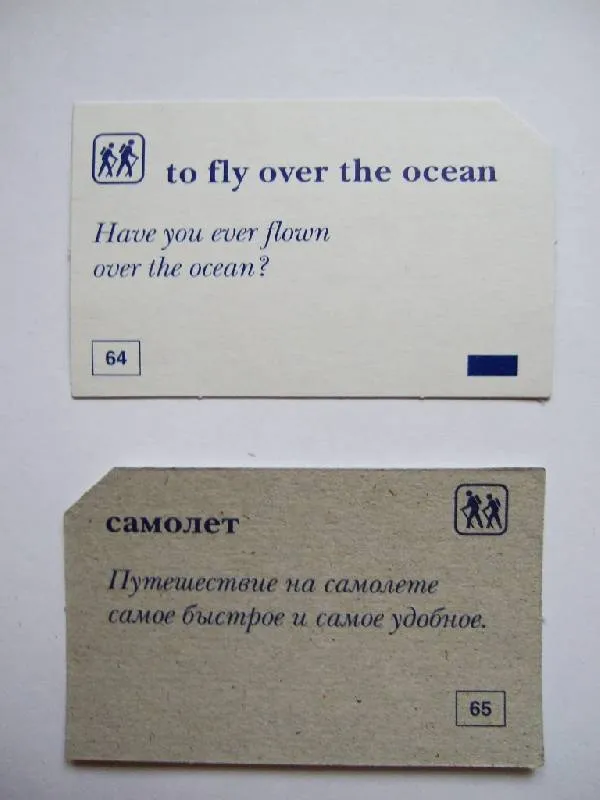 to fly over the ocean
Have you ever flown
over the ocean?
64
самолет
Путешествие на самолете
самое быстрое и самое удобное.
65